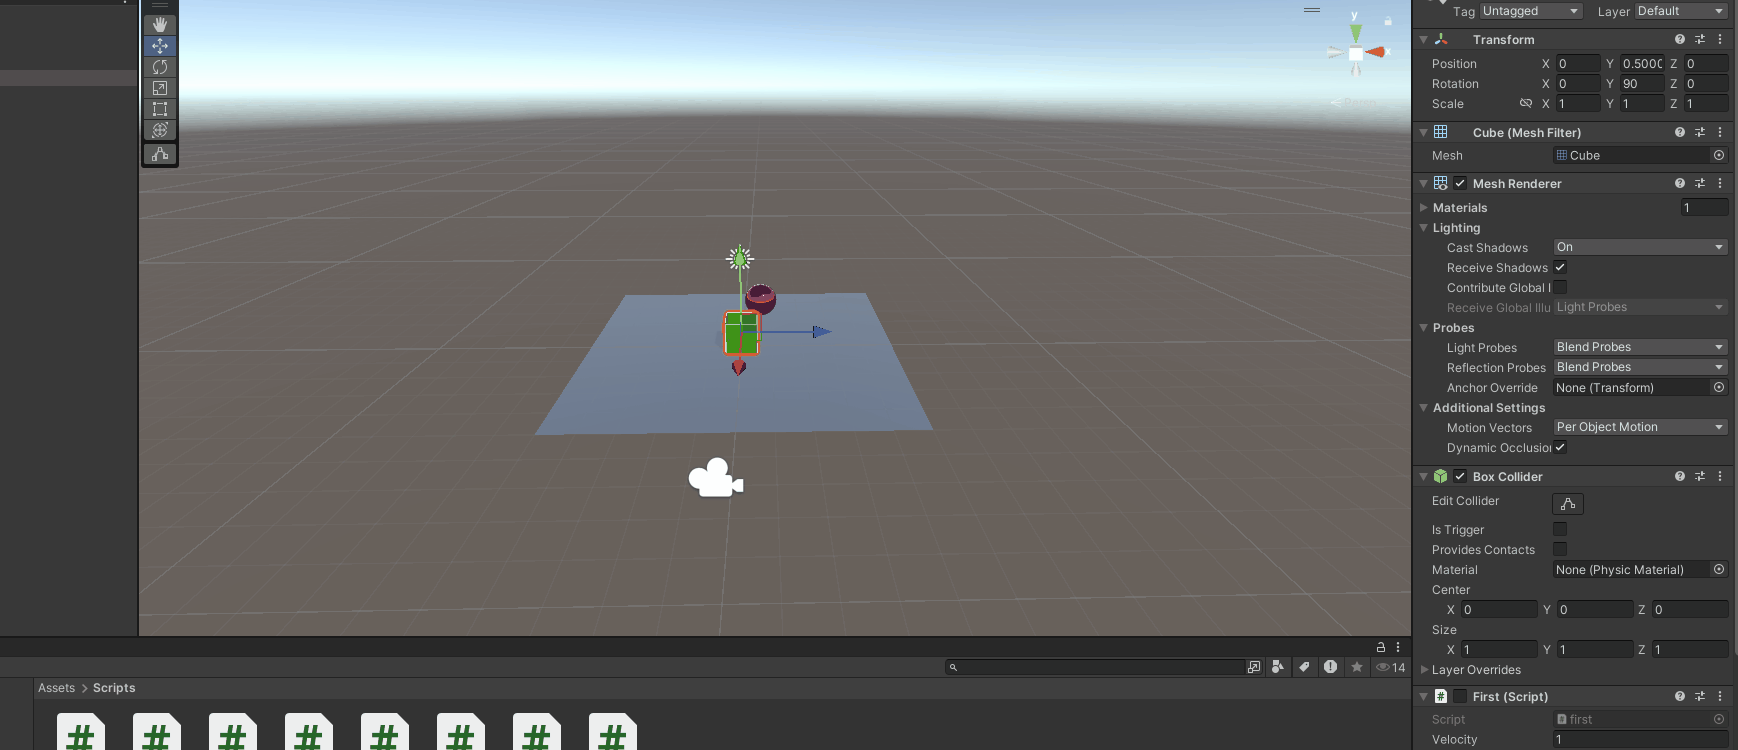 Tag Untagged Layer Default
y
x
Transform
Position X 0 Y 0.5000 Z 0
Rotation X 0 Y 90 Z 0
Scale X 1 Y 1 Z 1
Cube (Mesh Filter)
Mesh Cube
Mesh Renderer
Materials 1
Lighting
Cast Shadows On
Receive Shadows
Contribute Global I
Receive Global Illu Light Probes
Probes
Light Probes Blend Probes
Reflection Probes Blend Probes
Anchor Override None (Transform)
Additional Settings
Motion Vectors Per Object Motion
Dynamic Occlusion
Box Collider
Edit Collider
Is Trigger
Provides Contacts
Material None (Physic Material)
Center
X 0 Y 0 Z 0
Size
X 1 Y 1 Z 1
Layer Overrides
First (Script)
Script first
Velocity 1
14
Assets > Scripts
# # # # # # # #